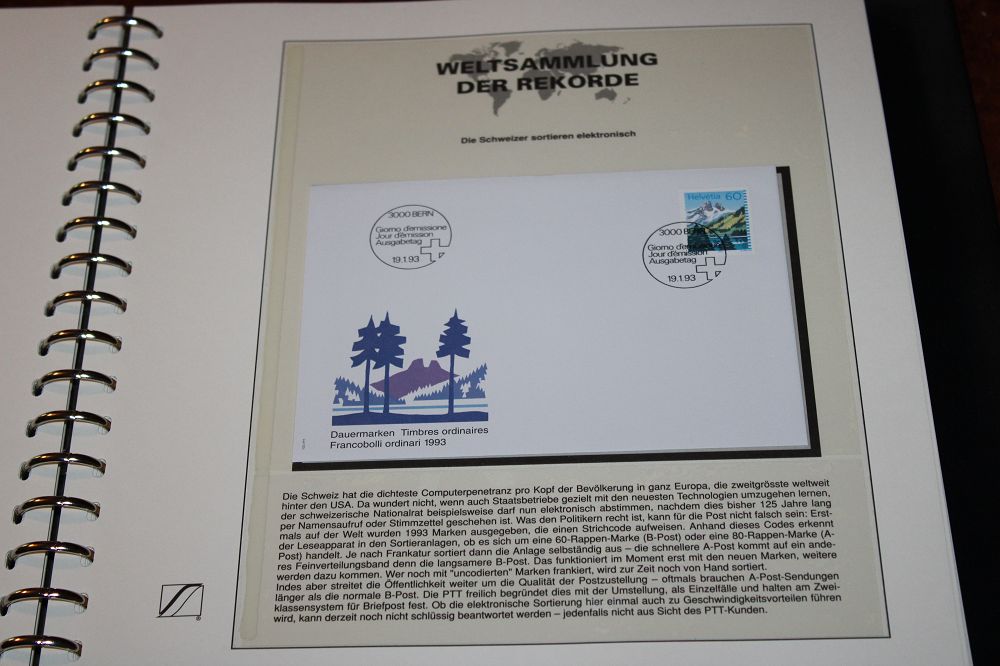 WELTSAMMLUNG
DER REKORDE
Die Schweizer sortieren elektronisch
3000 BERN
Giorno d'emissione
Jour d'émission
Ausgabetag
19.1.93
Helvetia 60
3000 BERN
Giorno d'emissione
Jour d'émission
Ausgabetag
19.1.93
Dauermarken Timbres ordinaires
Francobolli ordinari 1993
Die Schweiz hat die dichteste Computerpenetranz pro Kopf der Bevölkerung in ganz Europa, die zweitgrösste weltweit
hinter den USA. Da wundert nicht, wenn auch Staatsbetriebe gezielt mit den neuesten Technologien umzugehen lernen,
der schweizerische Nationalrat beispielsweise darf nun elektronisch abstimmen, nachdem dies bisher 125 Jahre lang
per Namensaufruf oder Stimmzettel geschehen ist. Was den Politikern recht ist, kann für die Post nicht falsch sein: Erst-
mals auf der Welt wurden 1993 Marken ausgegeben, die einen Strichcode aufweisen. Anhand dieses Codes erkennt
der Leseapparat in den Sortieranlagen, ob es sich um eine 60-Rappen-Marke (B-Post) oder eine 80-Rappen-Marke (A-
Post) handelt. Je nach Frankatur sortiert dann die Anlage selbständig aus – die schnellere A-Post kommt auf ein ande-
res Feinverteilungsband denn die langsamere B-Post. Das funktioniert im Moment erst mit den neuen Marken, weitere
werden dazu kommen. Wer noch mit "uncodierten" Marken frankiert, wird zur Zeit noch von Hand sortiert.
Indes aber streitet die Öffentlichkeit weiter um die Qualität der Postzustellung – oftmals brauchen A-Post-Sendungen
länger als die normale B-Post. Die PTT freilich begründet dies mit der Umstellung, als Einzelfälle und halten am Zwei-
klassensystem für Briefpost fest. Ob die elektronische Sortierung hier einmal auch zu Geschwindigkeitsvorteilen führen
wird, kann derzeit noch nicht schlüssig beantwortet werden – jedenfalls nicht aus Sicht des PTT-Kunden.